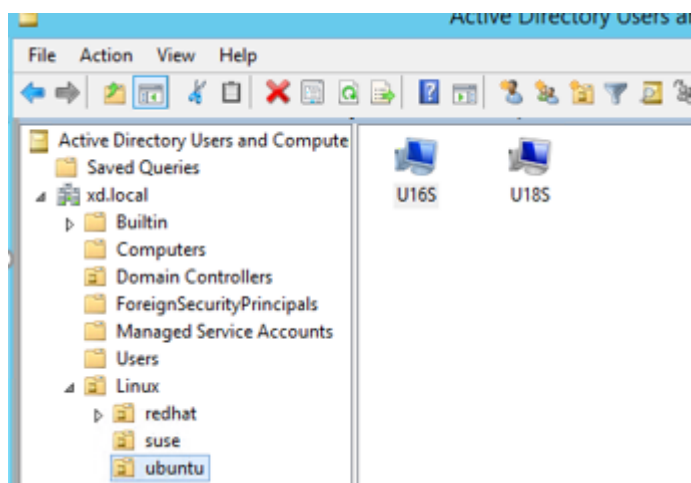 Active Directory Users a
File Action View Help
Active Directory Users and Compute
Saved Queries
xd.local
Builtin
Computers
Domain Controllers
ForeignSecurityPrincipals
Managed Service Accounts
Users
Linux
redhat
suse
ubuntu
U16S U18S